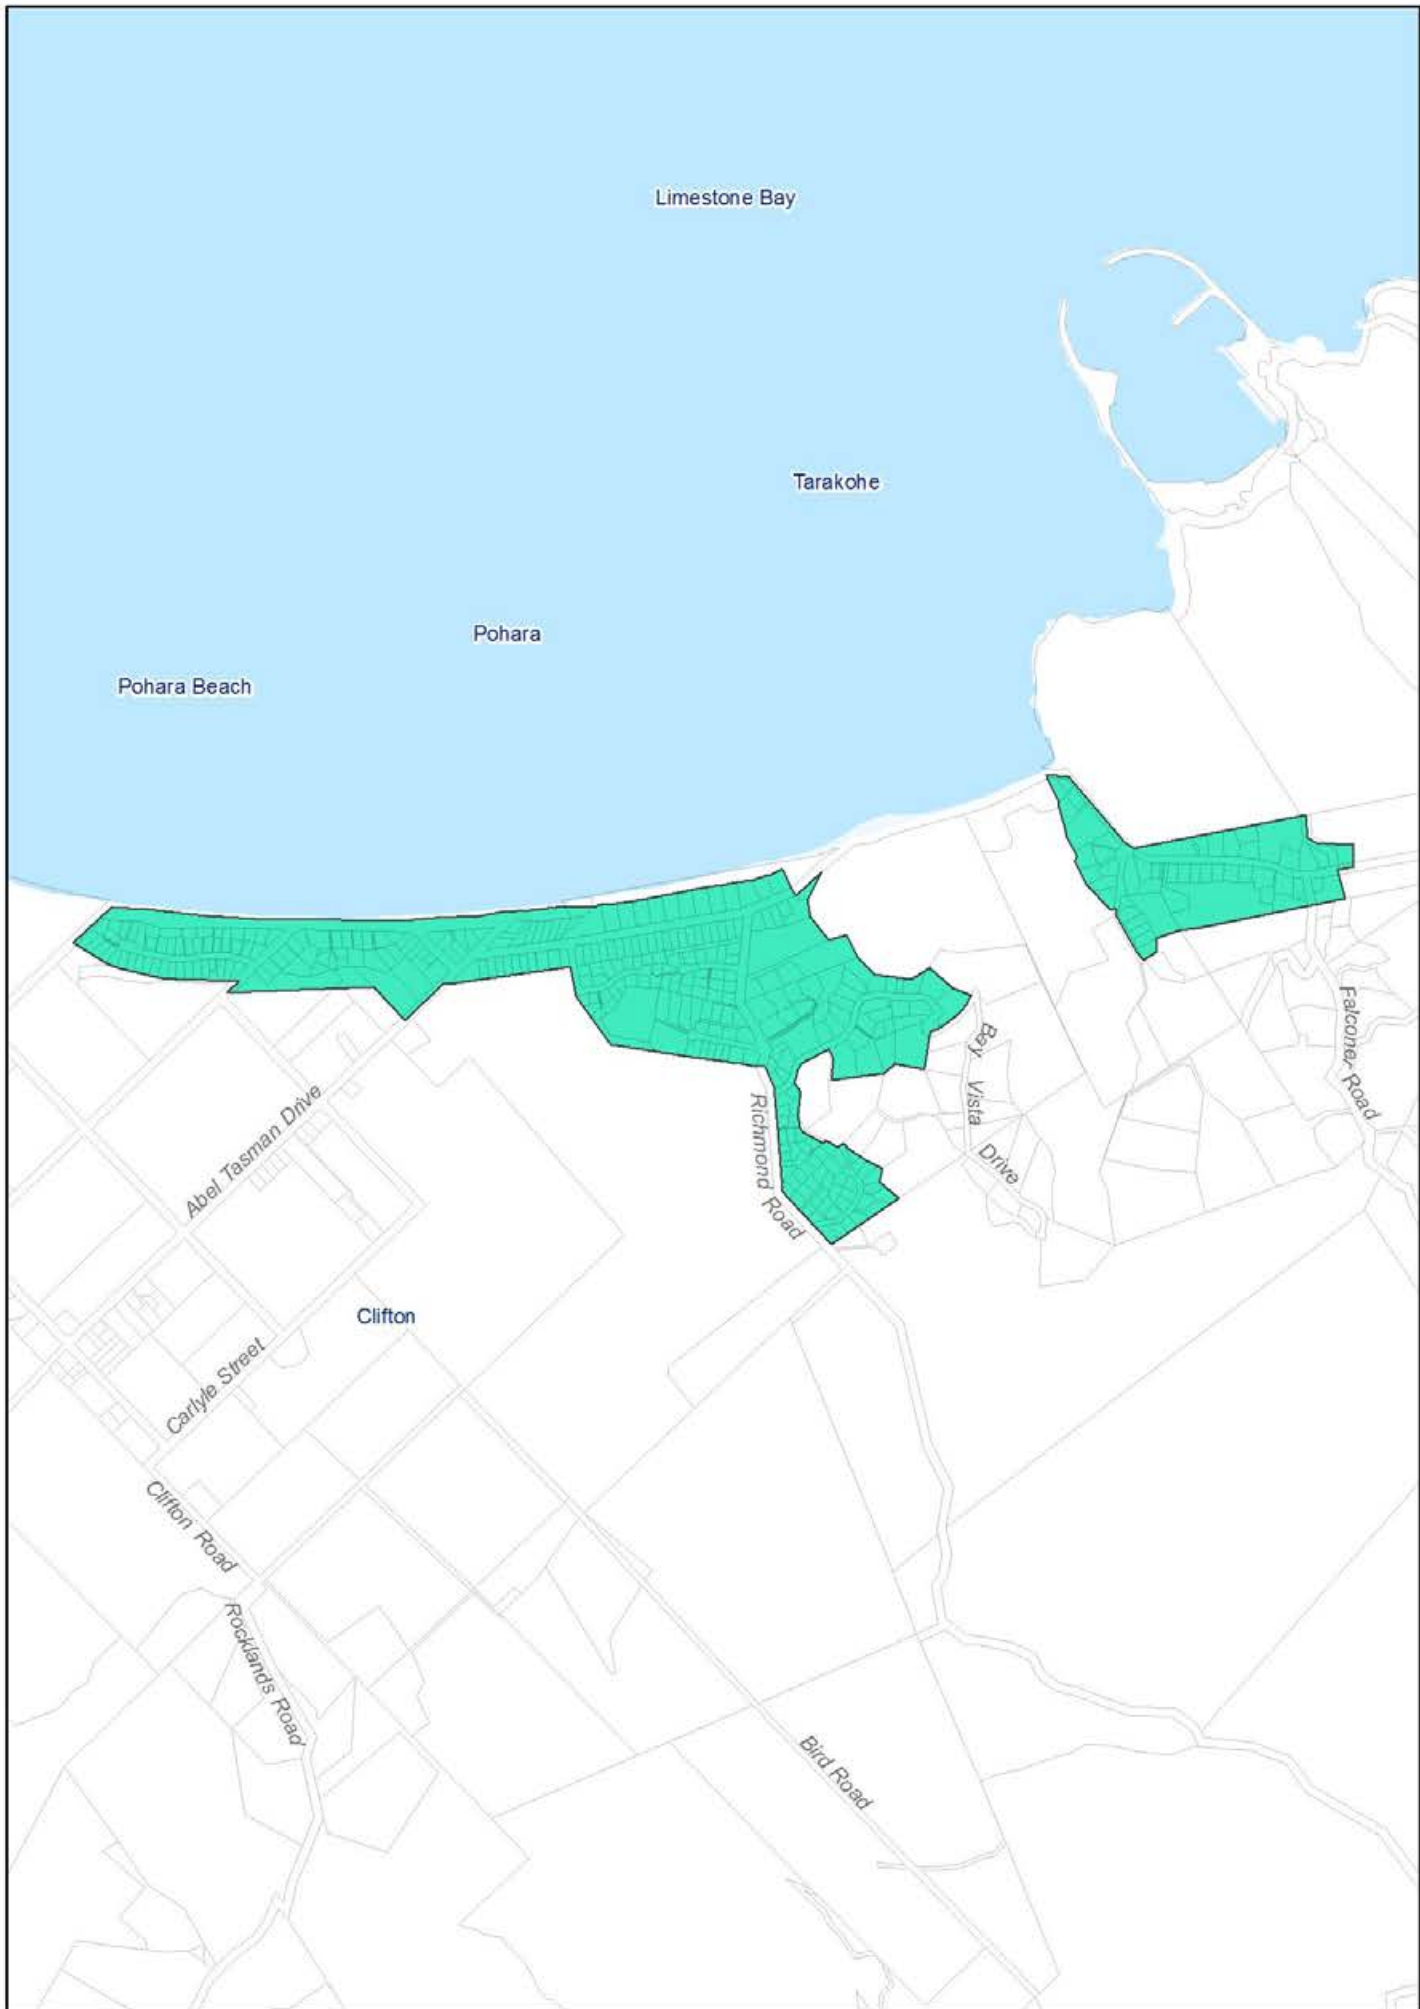 Limestone Bay
Tarakohe
Pohara
Pohara Beach
Falconer Road
Bay Vista Drive
Richmond Road
Abel Tasman Drive
Clifton
Carlyle Street
Clifton Road
Rocklands Road
Bird Road